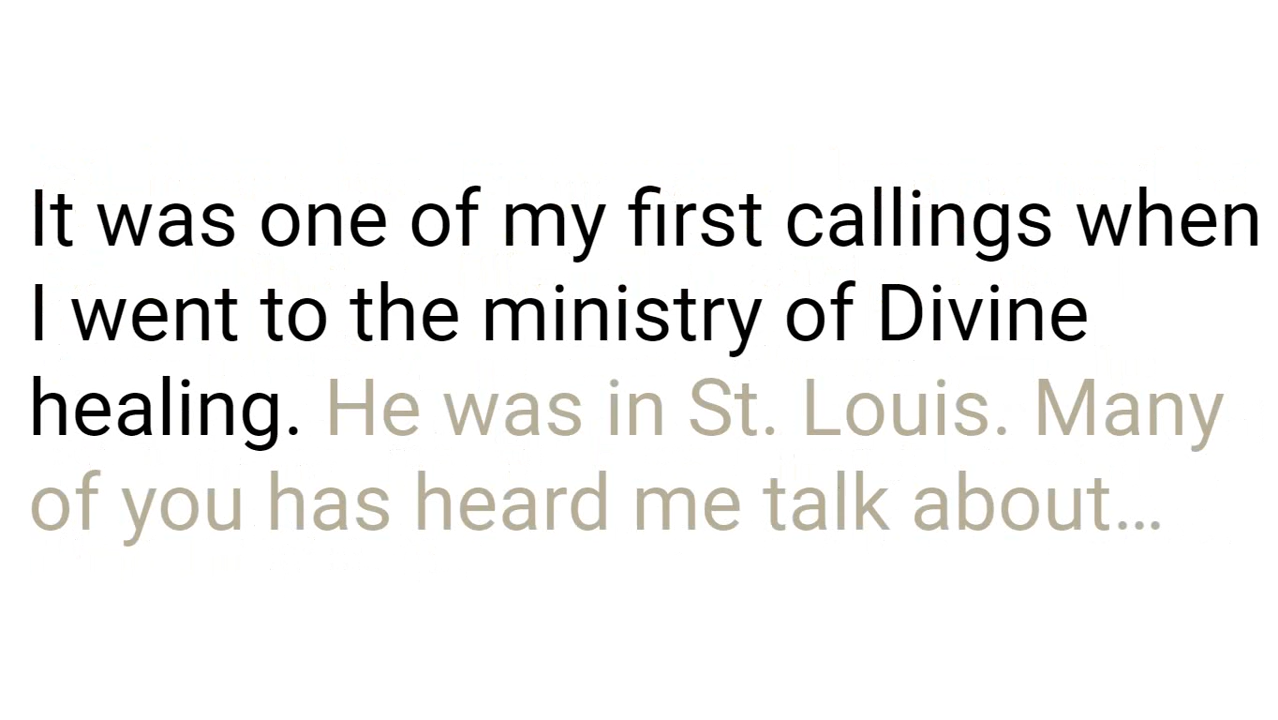 It was one of my first callings when
I went to the ministry of Divine
healing. He was in St. Louis. Many
of you has heard me talk about…